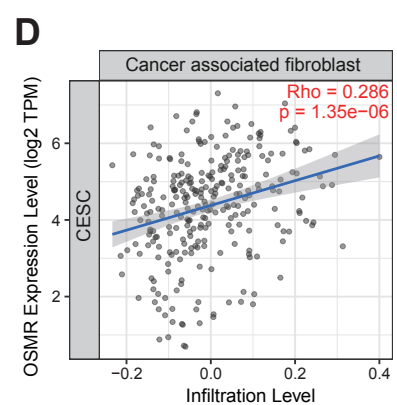 D
Cancer associated fibroblast
Rho = 0.286
p = 1.35e−06
OSMR Expression Level (log2 TPM)
CESC
6
4
2
−0.2
0.0
0.2
0.4
Infiltration Level